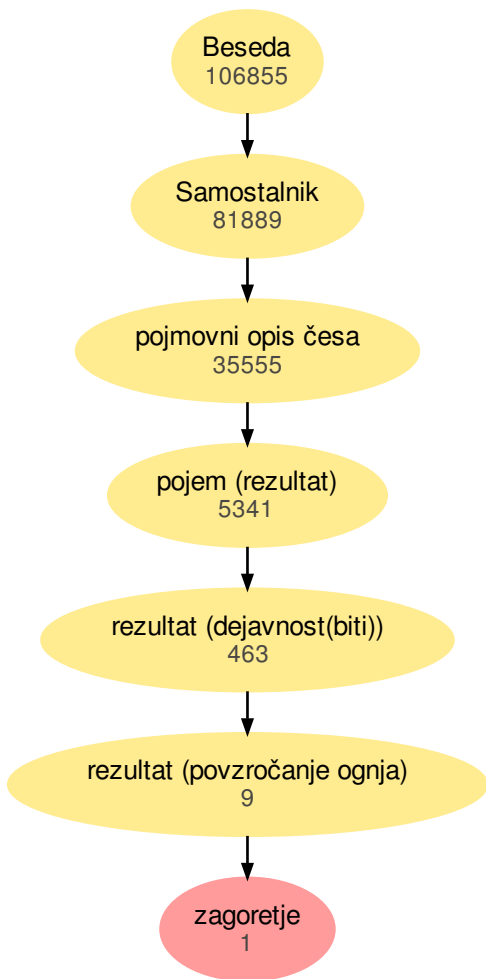 Beseda
106855
Samostalnik
81889
pojmovni opis česa
35555
pojem (rezultat)
5341
rezultat (dejavnost(biti))
463
rezultat (povzročanje ognja)
9
zagoretje
1